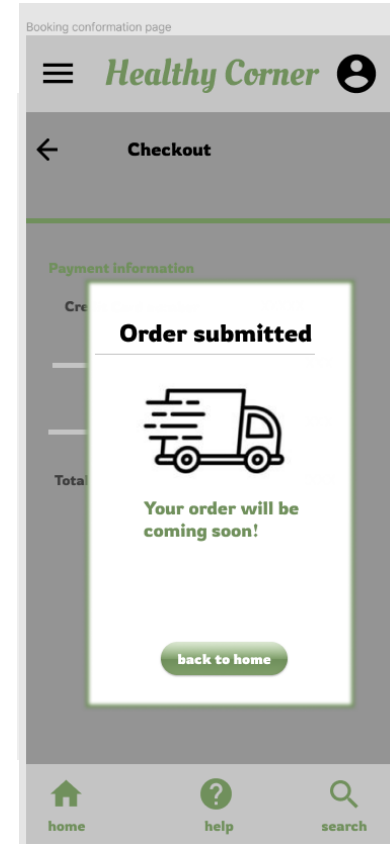 Booking conformation page
Healthy Corner
Checkout
Payment information
Order submitted
Your order will be
coming soon!
back to home
home
help
search